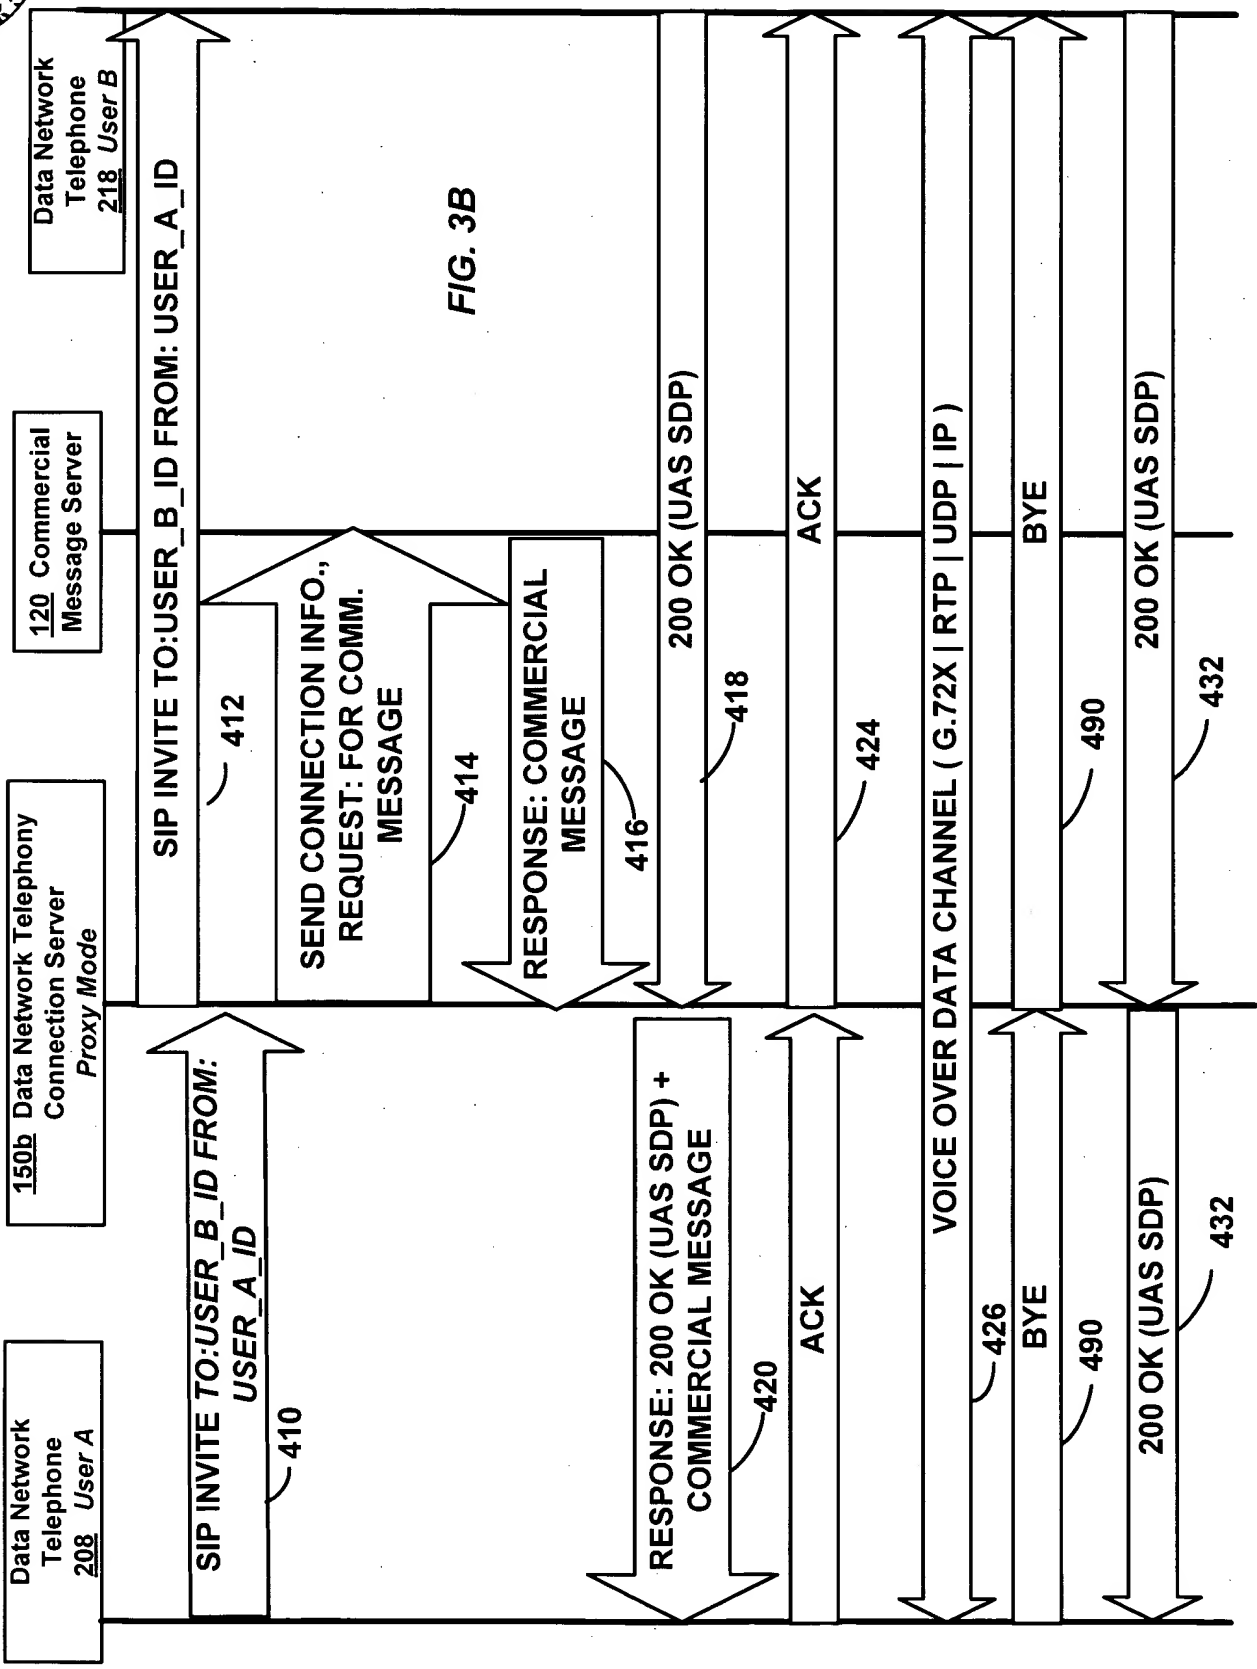 Data Network
Telephone
208 User A
150b Data Network Telephony
Connection Server
Proxy Mode
120 Commercial
Message Server
Data Network
Telephone
218 User B
SIP INVITE TO:USER_B_ID FROM: USER_A_ID
412
SIP INVITE TO:USER_B_ID FROM:
USER_A_ID
410
SEND CONNECTION INFO.,
REQUEST: FOR COMM.
MESSAGE
414
FIG. 3B
RESPONSE: COMMERCIAL
MESSAGE
416
200 OK (UAS SDP)
418
RESPONSE: 200 OK (UAS SDP) +
COMMERCIAL MESSAGE
420
ACK
ACK
424
VOICE OVER DATA CHANNEL ( G.72X | RTP | UDP | IP )
426
BYE
BYE
490
490
200 OK (UAS SDP)
200 OK (UAS SDP)
432
432